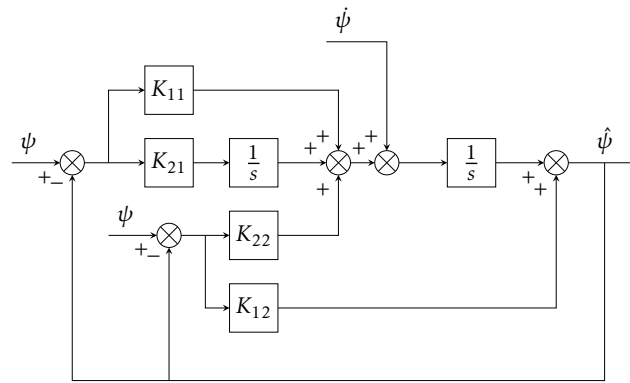 ψ̇
K₁₁
ψ
+ +
+ +
ψ̂
+ −
K₂₁
1/s
+ +
1/s
+ +
ψ
+
+ −
K₂₂
K₁₂